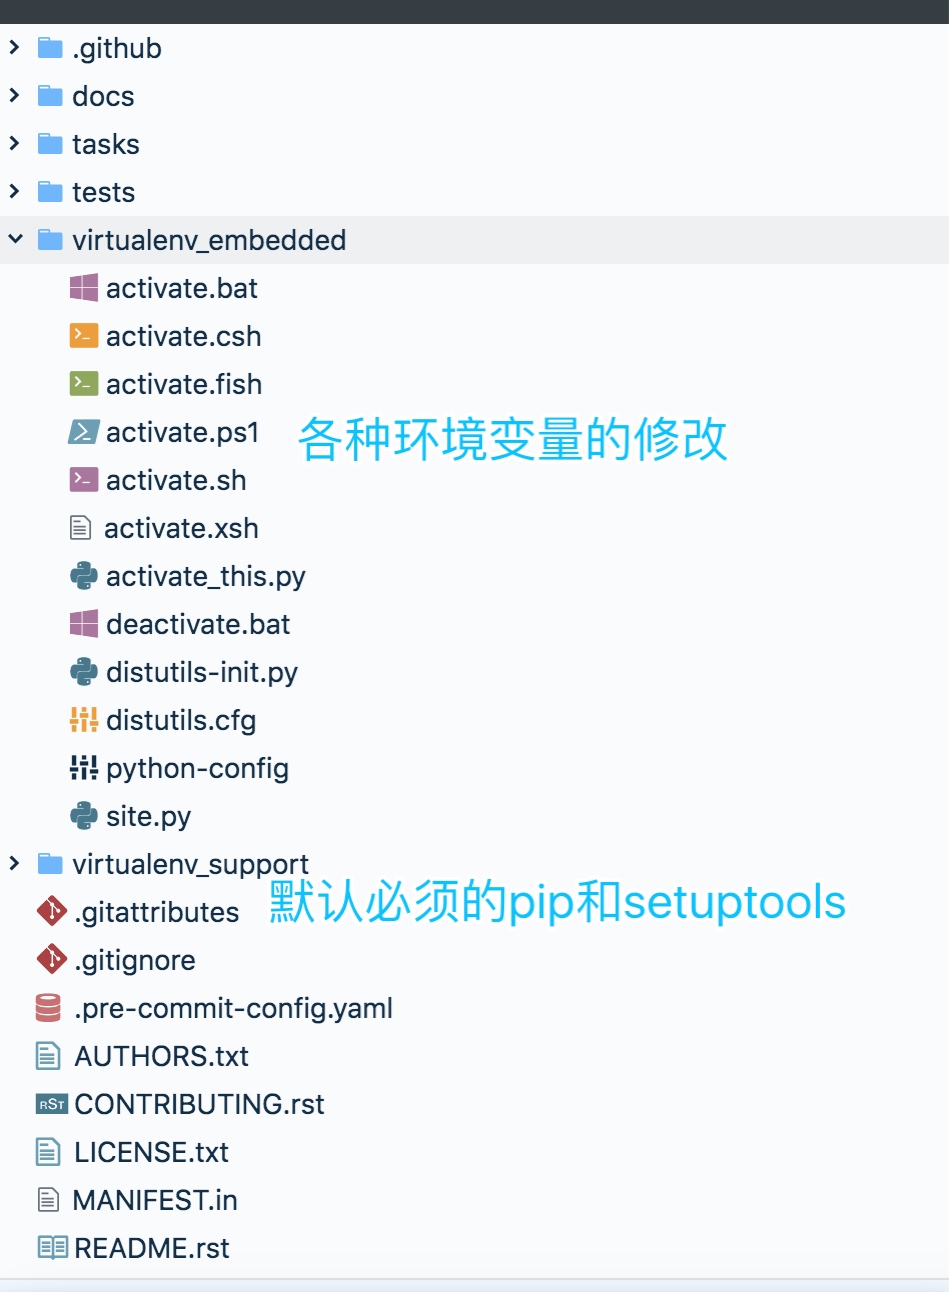 .github
docs
tasks
tests
virtualenv_embedded
activate.bat
activate.csh
activate.fish
activate.ps1
各种环境变量的修改
activate.sh
activate.xsh
activate_this.py
deactivate.bat
distutils-init.py
distutils.cfg
python-config
site.py
virtualenv_support
默认必须的pip和setuptools
.gitattributes
.gitignore
.pre-commit-config.yaml
AUTHORS.txt
RST CONTRIBUTING.rst
LICENSE.txt
MANIFEST.in
README.rst